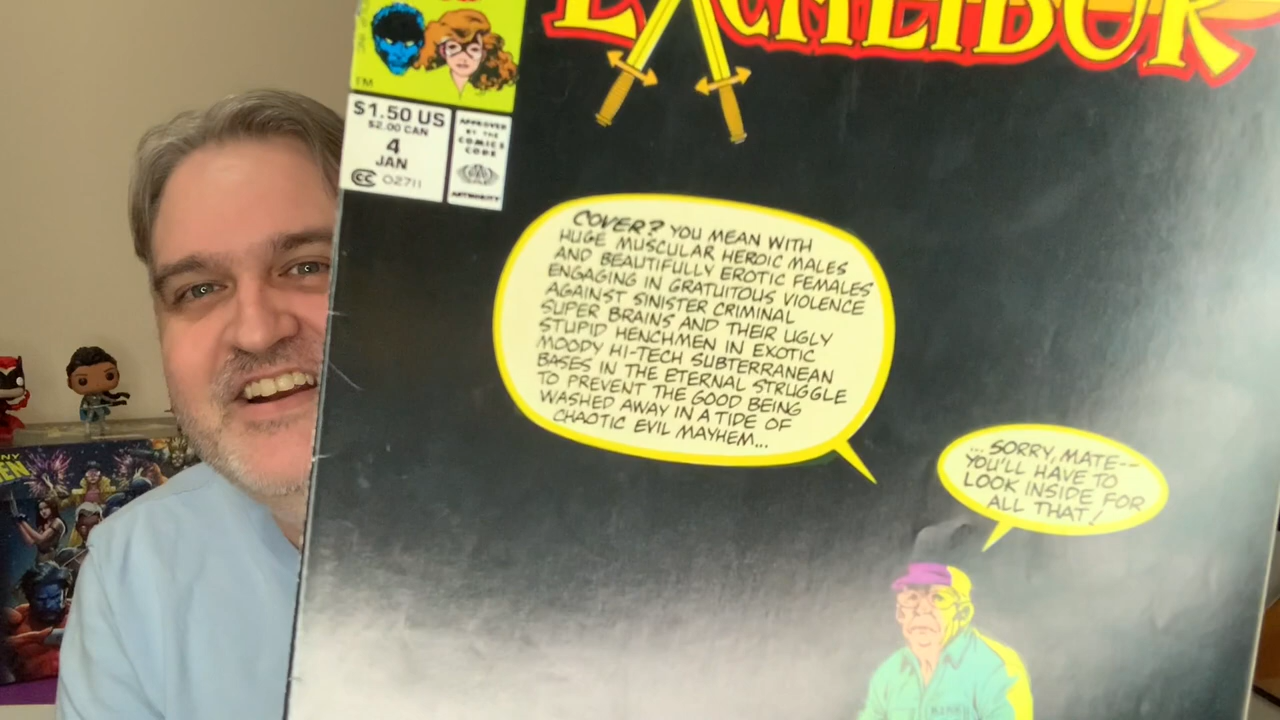 EXCALIBUR
TM
$1.50 US
$2.00 CAN
4
JAN
CC 02711
APPROVED
BY THE
COMICS
CODE
AUTHORITY
COVER? YOU MEAN WITH
HUGE MUSCULAR HEROIC MALES
AND BEAUTIFULLY EROTIC FEMALES
ENGAGING IN GRATUITOUS VIOLENCE
AGAINST SINISTER CRIMINAL
SUPER BRAINS AND THEIR UGLY
STUPID HENCHMEN IN EXOTIC
MOODY HI-TECH SUBTERRANEAN
BASES IN THE ETERNAL STRUGGLE
TO PREVENT THE GOOD BEING
WASHED AWAY IN A TIDE OF
CHAOTIC EVIL MAYHEM...
... SORRY, MATE--
YOU'LL HAVE TO
LOOK INSIDE FOR
ALL THAT!